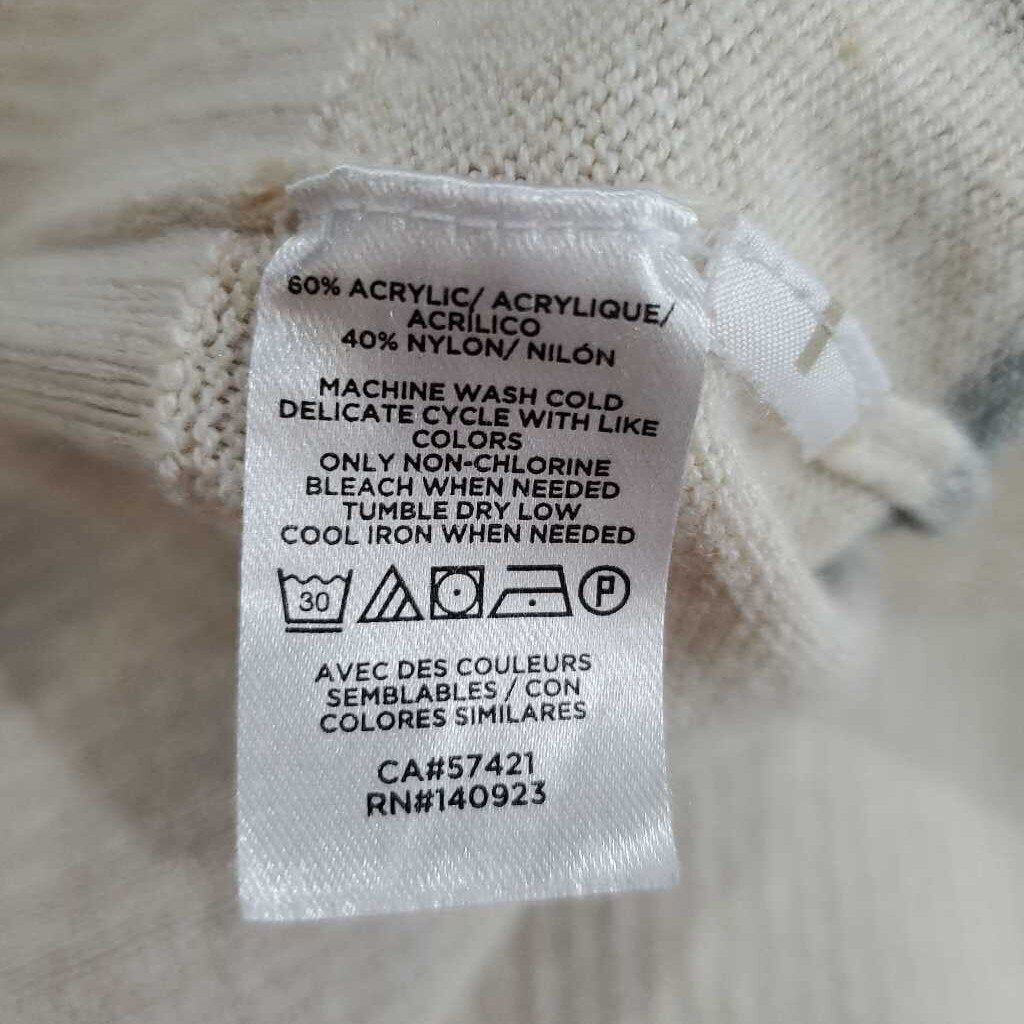 60% ACRYLIC/ ACRYLIQUE/
ACRÍLICO
40% NYLON/ NILÓN
MACHINE WASH COLD
DELICATE CYCLE WITH LIKE
COLORS
ONLY NON-CHLORINE
BLEACH WHEN NEEDED
TUMBLE DRY LOW
COOL IRON WHEN NEEDED
30 P
AVEC DES COULEURS
SEMBLABLES / CON
COLORES SIMILARES
CA#57421
RN#140923